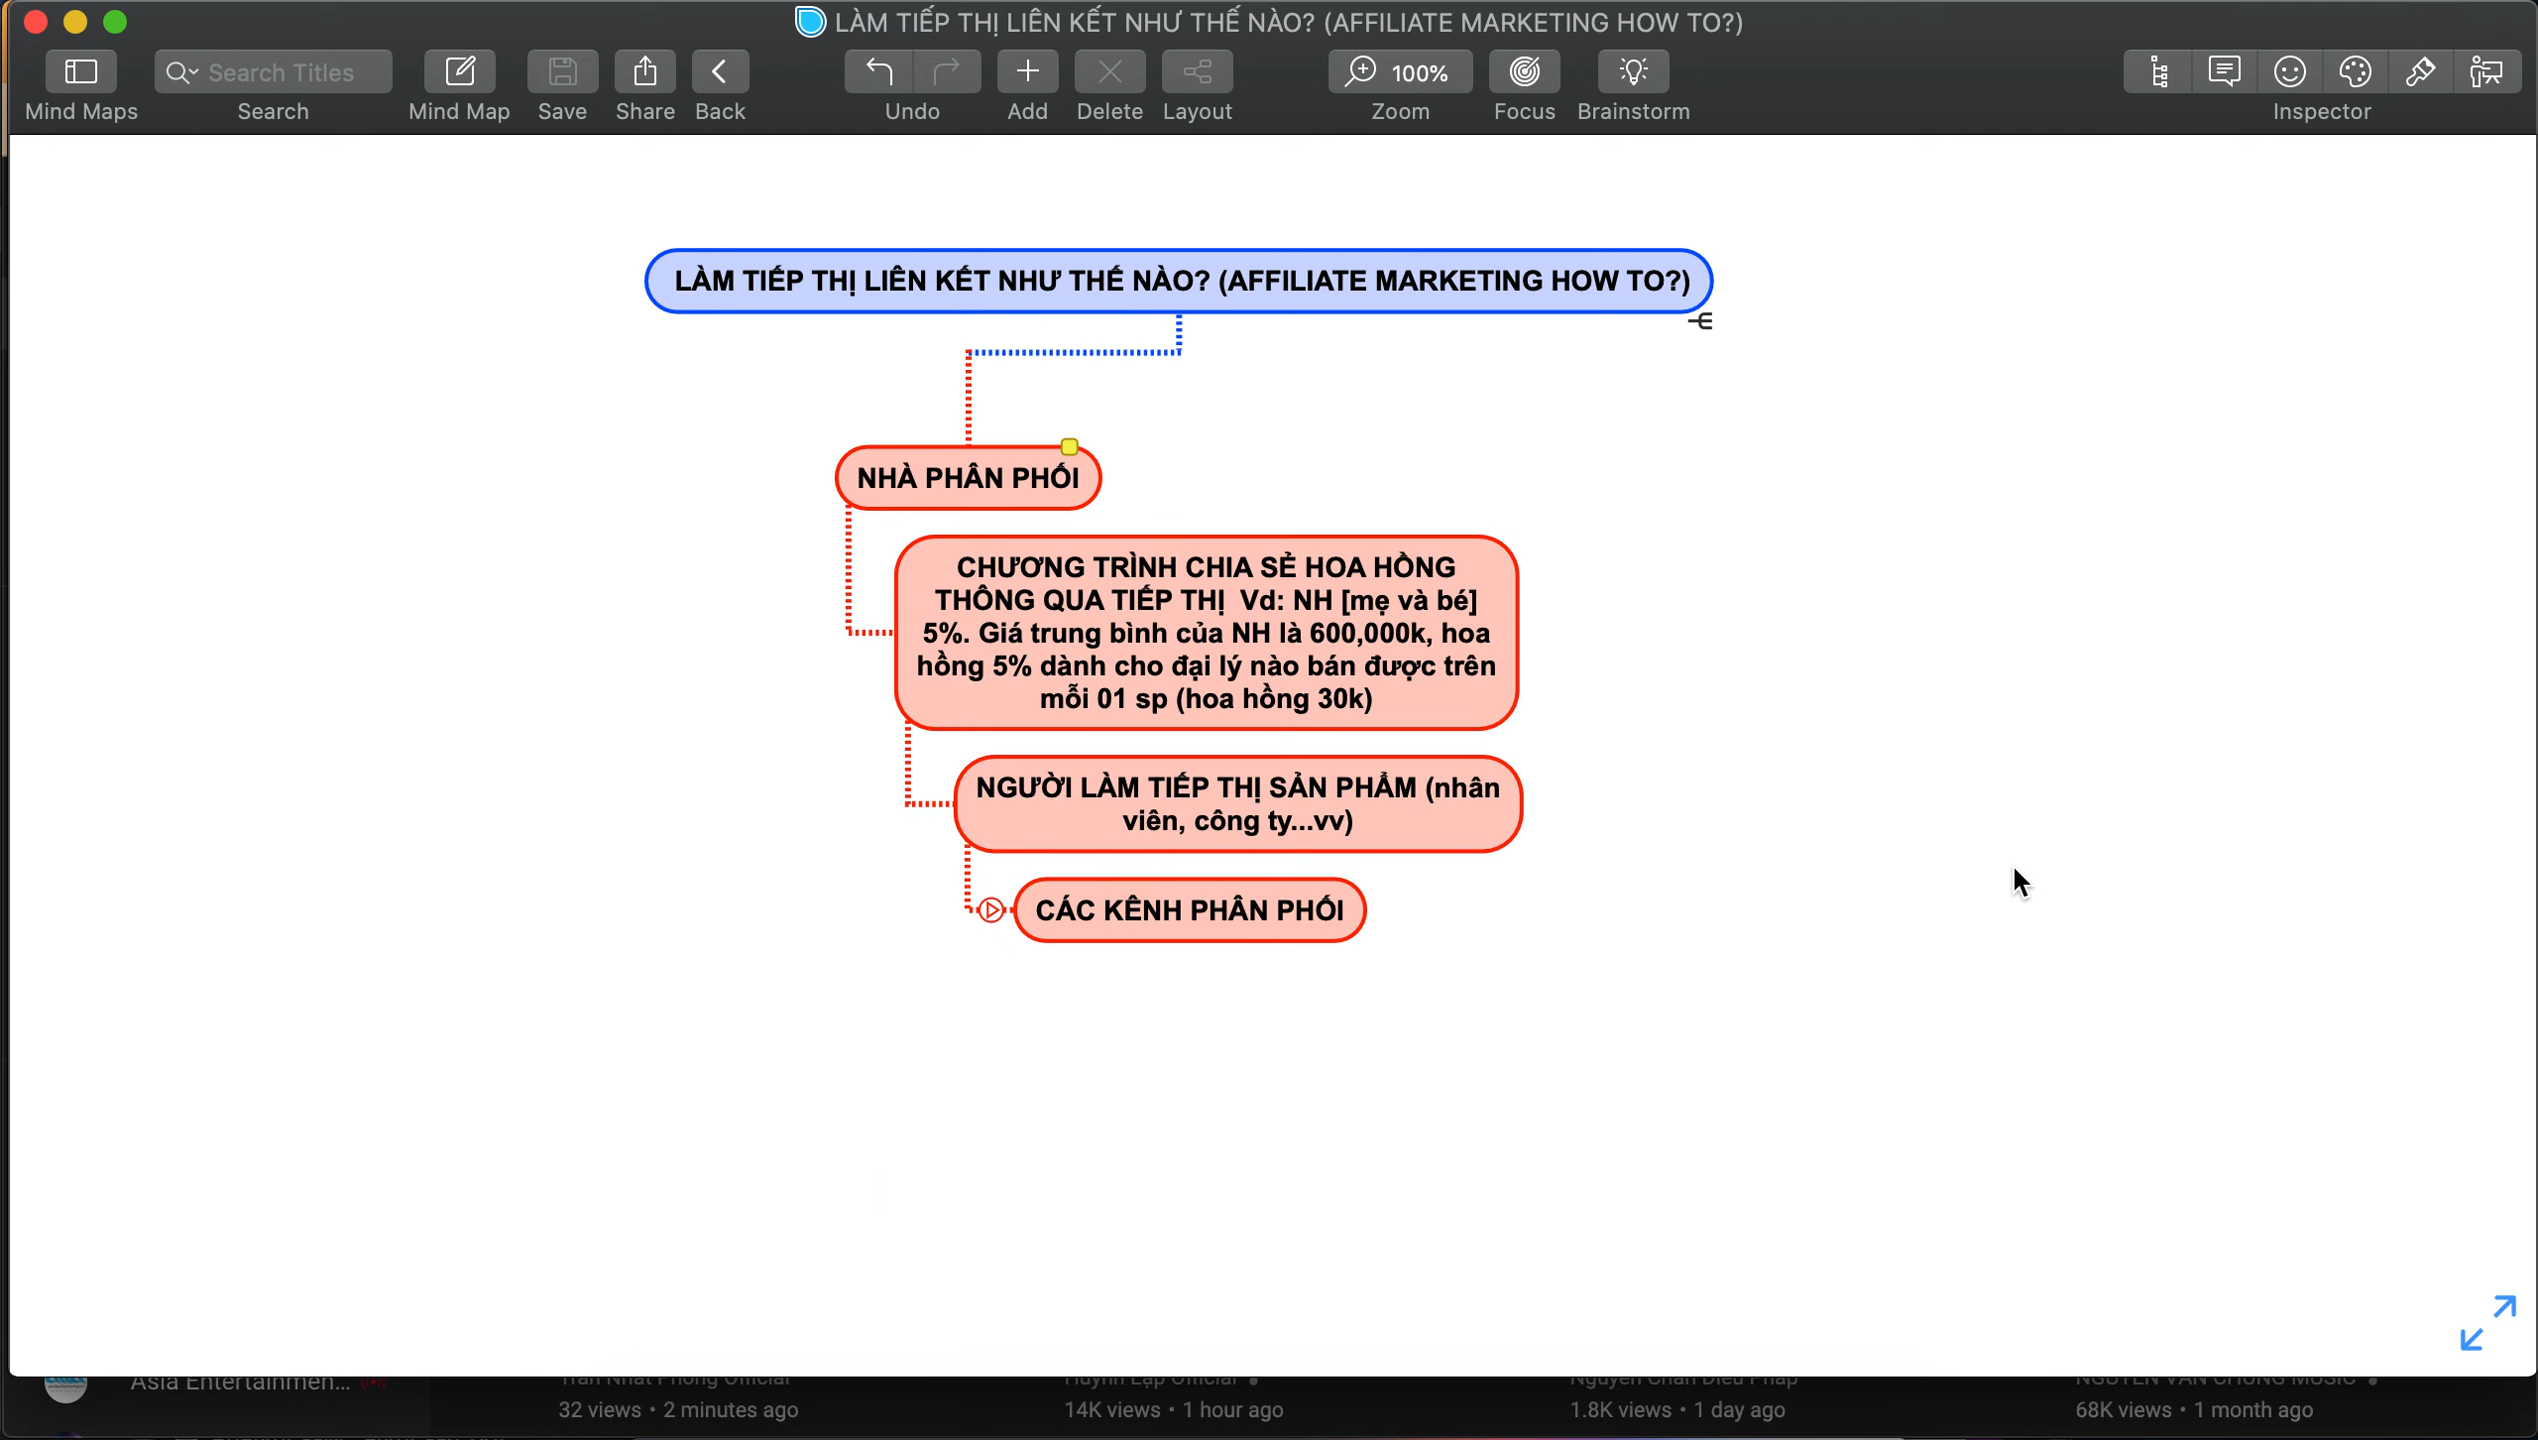 LÀM TIẾP THỊ LIÊN KẾT NHƯ THẾ NÀO? (AFFILIATE MARKETING HOW TO?)
Search Titles
100%
Mind Maps
Search
Mind Map
Save
Share
Back
Undo
Add
Delete
Layout
Zoom
Focus
Brainstorm
Inspector
LÀM TIẾP THỊ LIÊN KẾT NHƯ THẾ NÀO? (AFFILIATE MARKETING HOW TO?)
NHÀ PHÂN PHỐI
CHƯƠNG TRÌNH CHIA SẺ HOA HỒNG
THÔNG QUA TIẾP THỊ Vd: NH [mẹ và bé]
5%. Giá trung bình của NH là 600,000k, hoa
hồng 5% dành cho đại lý nào bán được trên
mỗi 01 sp (hoa hồng 30k)
NGƯỜI LÀM TIẾP THỊ SẢN PHẨM (nhân
viên, công ty...vv)
CÁC KÊNH PHÂN PHỐI
Asia Entertainmen...
32 views • 2 minutes ago
14K views • 1 hour ago
1.8K views • 1 day ago
68K views • 1 month ago